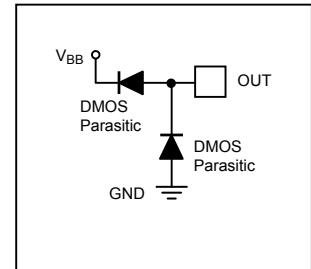 VBB
OUT
DMOS
Parasitic
DMOS
Parasitic
GND